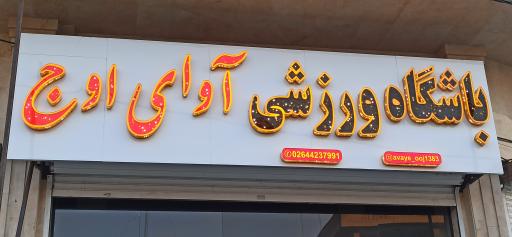 باشگاه ورزشی آوای اوج
02644237991
avaye_ooj1383